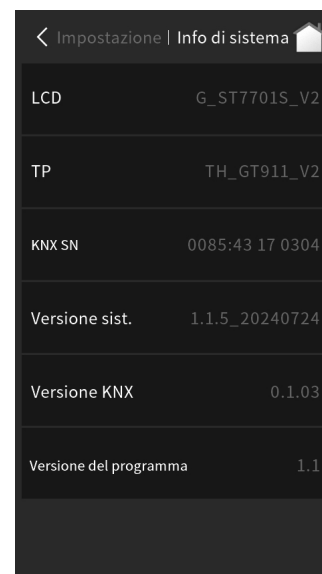 Impostazione | Info di sistema
LCD G_ST7701S_V2
TP TH_GT911_V2
KNX SN 0085:43 17 0304
Versione sist. 1.1.5_20240724
Versione KNX 0.1.03
Versione del programma 1.1